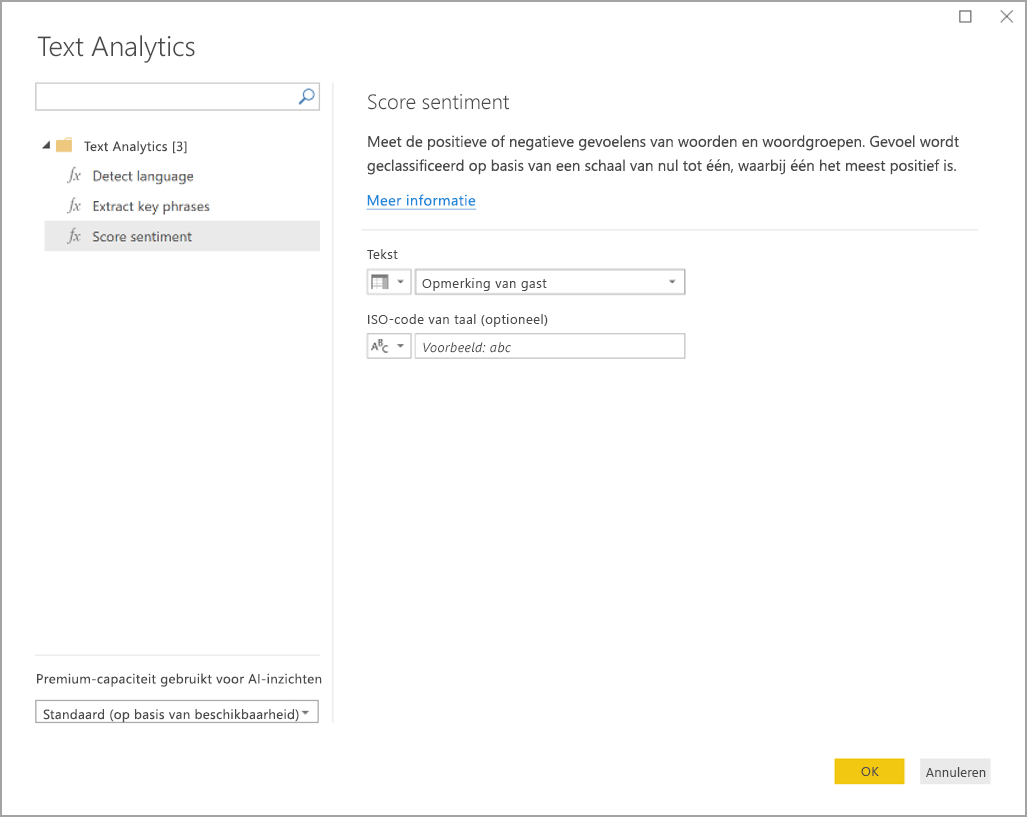 Text Analytics
Text Analytics [3]
fx Detect language
fx Extract key phrases
fx Score sentiment
Premium-capaciteit gebruikt voor AI-inzichten
Standaard (op basis van beschikbaarheid)
Score sentiment
Meet de positieve of negatieve gevoelens van woorden en woordgroepen. Gevoel wordt
geclassificeerd op basis van een schaal van nul tot één, waarbij één het meest positief is.
Meer informatie
Tekst
Opmerking van gast
ISO-code van taal (optioneel)
ABC Voorbeeld: abc
OK Annuleren